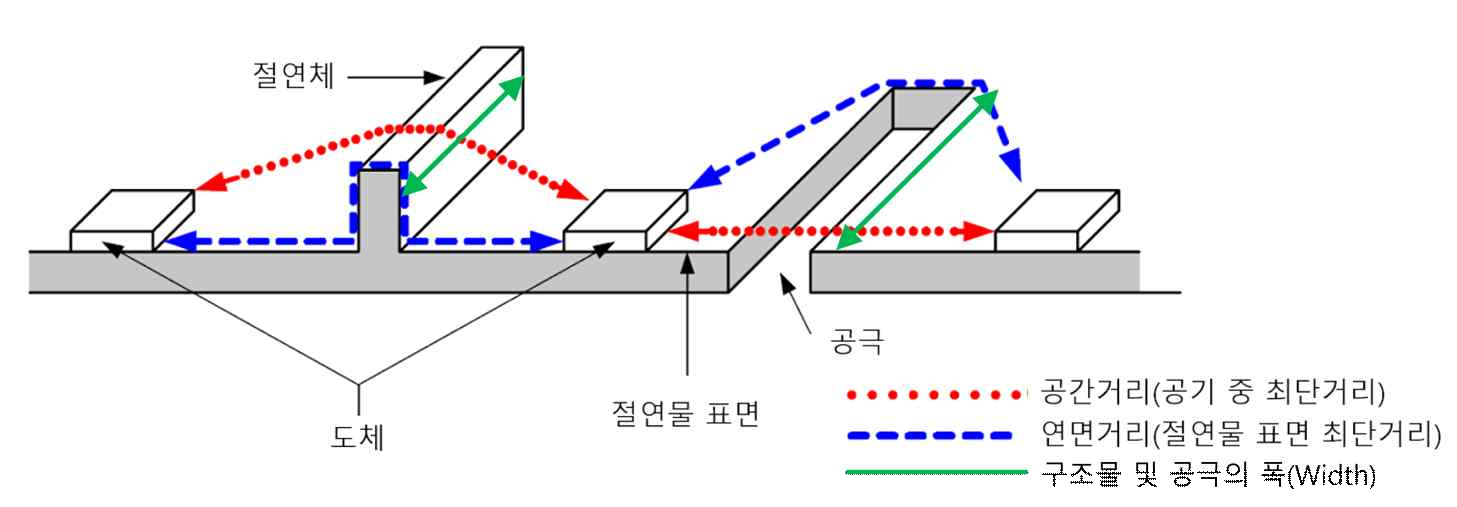 절연체
공극
절연물 표면
도체
공간거리(공기 중 최단거리)
연면거리(절연물 표면 최단거리)
구조물 및 공극의 폭(Width)